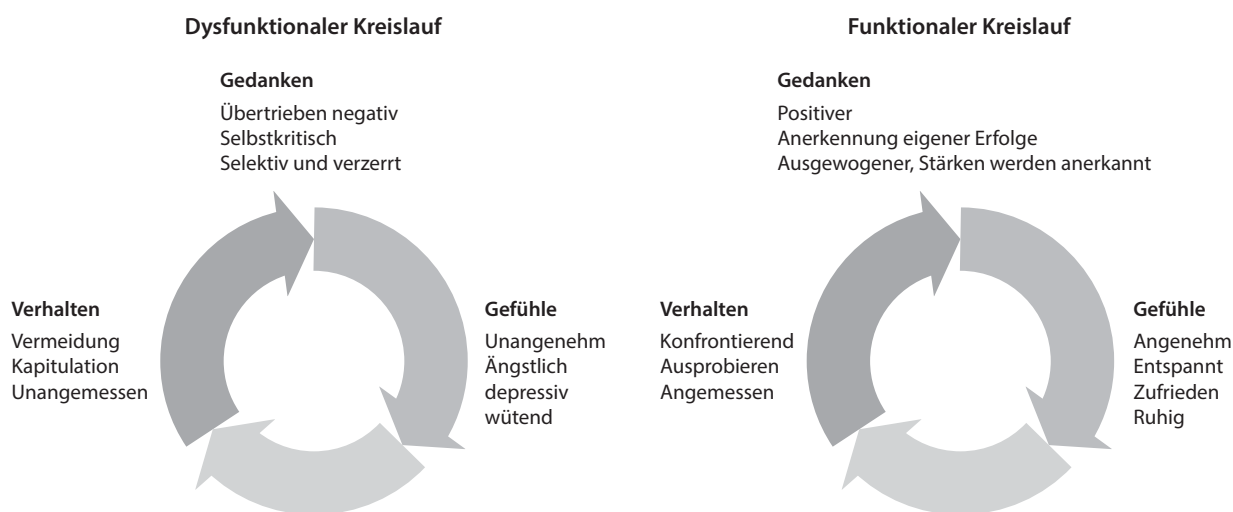 Dysfunktionaler Kreislauf
Gedanken
Übertrieben negativ
Selbstkritisch
Selektiv und verzerrt
Verhalten
Vermeidung
Kapitulation
Unangemessen
Gefühle
Unangenehm
Ängstlich
depressiv
wütend
Funktionaler Kreislauf
Gedanken
Positiver
Anerkennung eigener Erfolge
Ausgewogener, Stärken werden anerkannt
Verhalten
Konfrontierend
Ausprobieren
Angemessen
Gefühle
Angenehm
Entspannt
Zufrieden
Ruhig